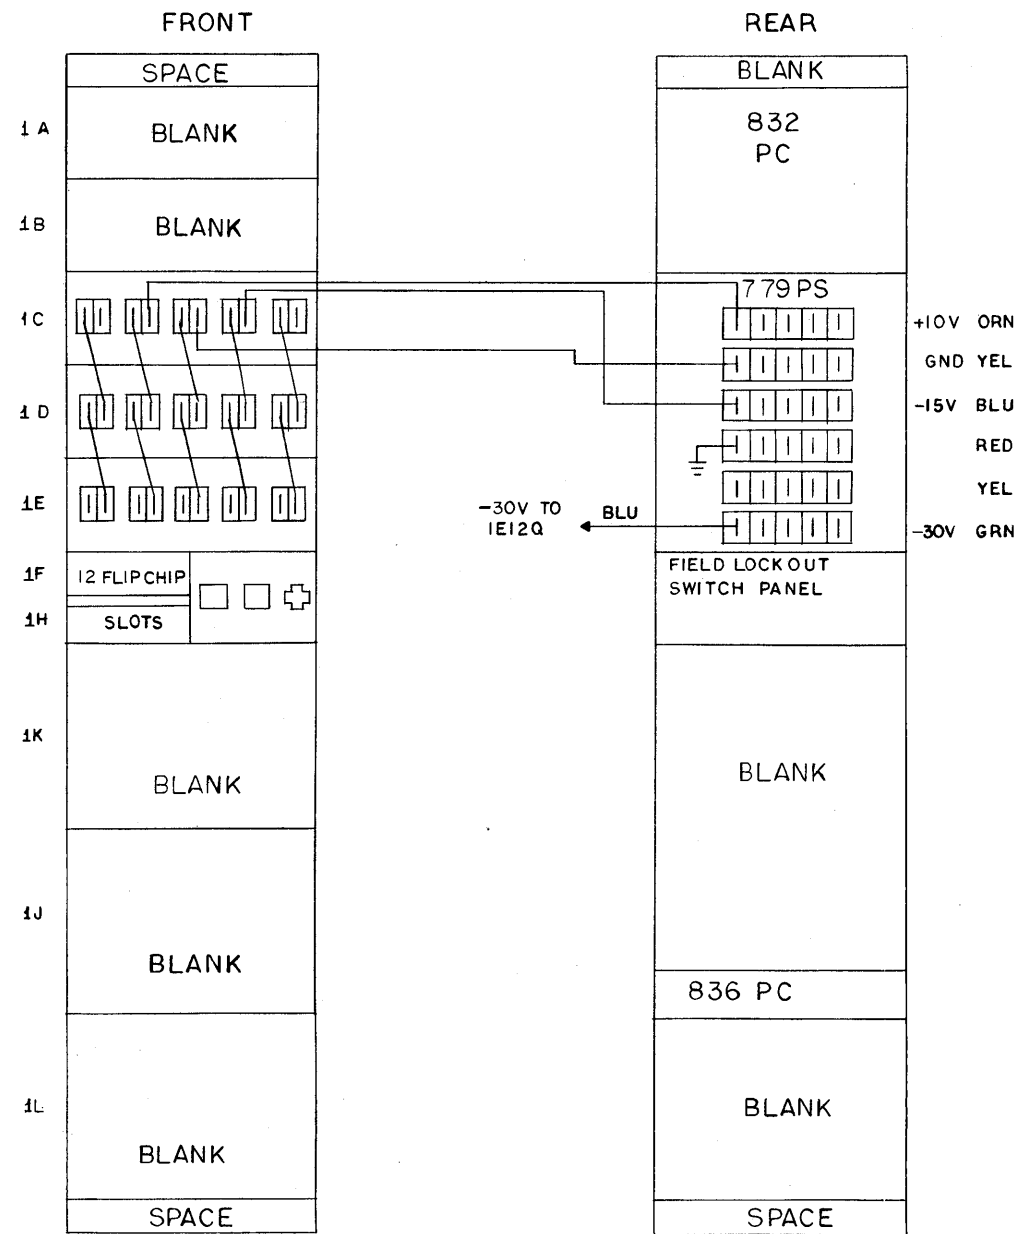 FRONT
SPACE
1A BLANK
1B BLANK
1C
1D
1E
1F 12 FLIP CHIP
1H SLOTS
1K
BLANK
1J
BLANK
1L
BLANK
SPACE
-30V TO
1E12Q
BLU
REAR
BLANK
832
PC
779 PS
+10V ORN
GND YEL
-15V BLU
RED
YEL
-30V GRN
FIELD LOCKOUT
SWITCH PANEL
BLANK
836 PC
BLANK
SPACE